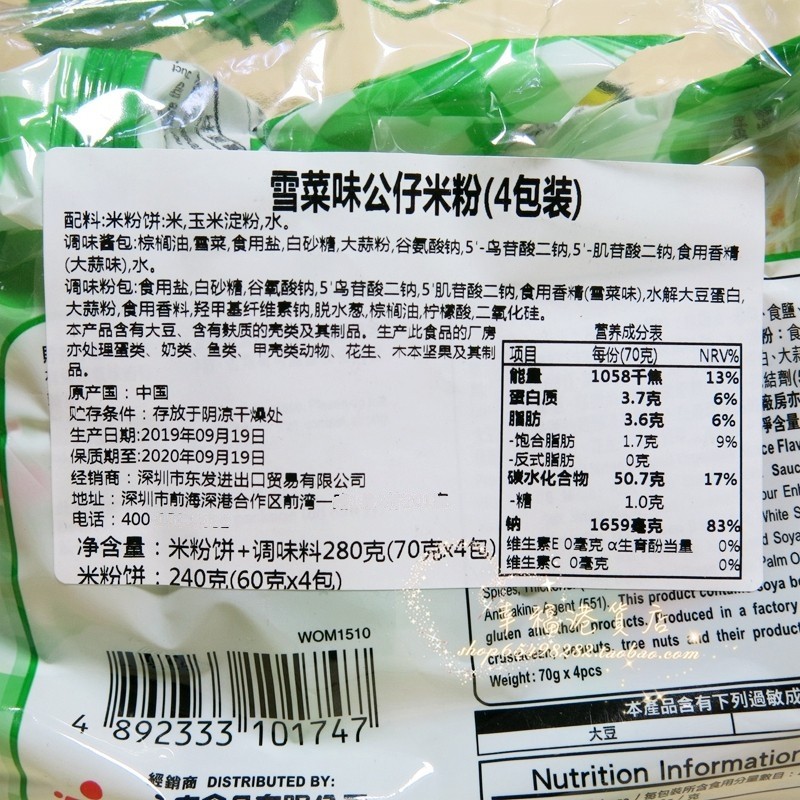 雪菜味公仔米粉(4包装)
配料:米粉饼:米,玉米淀粉,水。
调味酱包:棕榈油,雪菜,食用盐,白砂糖,大蒜粉,谷氨酸钠,5'-鸟苷酸二钠,5'-肌苷酸二钠,食用香精
(大蒜味),水。
调味粉包:食用盐,白砂糖,谷氧酸钠,5'鸟苷酸二钠,5'肌苷酸二钠,食用香精(雪菜味),水解大豆蛋白,
大蒜粉,食用香料,羟甲基纤维素钠,脱水葱,棕榈油,柠檬酸,二氧化硅。
本产品含有大豆、含有麸质的壳类及其制品。生产此食品的厂房
亦处理蛋类、奶类、鱼类、甲壳类动物、花生、木本坚果及其制
品。
原产国：中国
贮存条件：存放于阴凉干燥处
生产日期:2019年09月19日
保质期至:2020年09月19日
经销商：深圳市东发进出口贸易有限公司
地址：深圳市前海深港合作区前湾一
电话：400
净含量：米粉饼+调味料280克(70克x4包)
米粉饼：240克(60克x4包)
营养成分表
项目 每份(70克) NRV%
能量 1058千焦 13%
蛋白质 3.7克 6%
脂肪 3.6克 6%
-饱合脂肪 1.7克 9%
-反式脂肪 0克
碳水化合物 50.7克 17%
-糖 1.0克
钠 1659毫克 83%
维生素E 0毫克 α生育酚当量 0%
维生素C 0毫克 0%
This product
gluten and their products. Produced in a factory
crustacean, peanuts, tree nuts and their product
Weight: 70g x 4pcs
幸福港货店
WOM1510
4 892333 101747
經銷商 DISTRIBUTED BY:
本產品含有下列過敏成
大豆
Nutrition Information